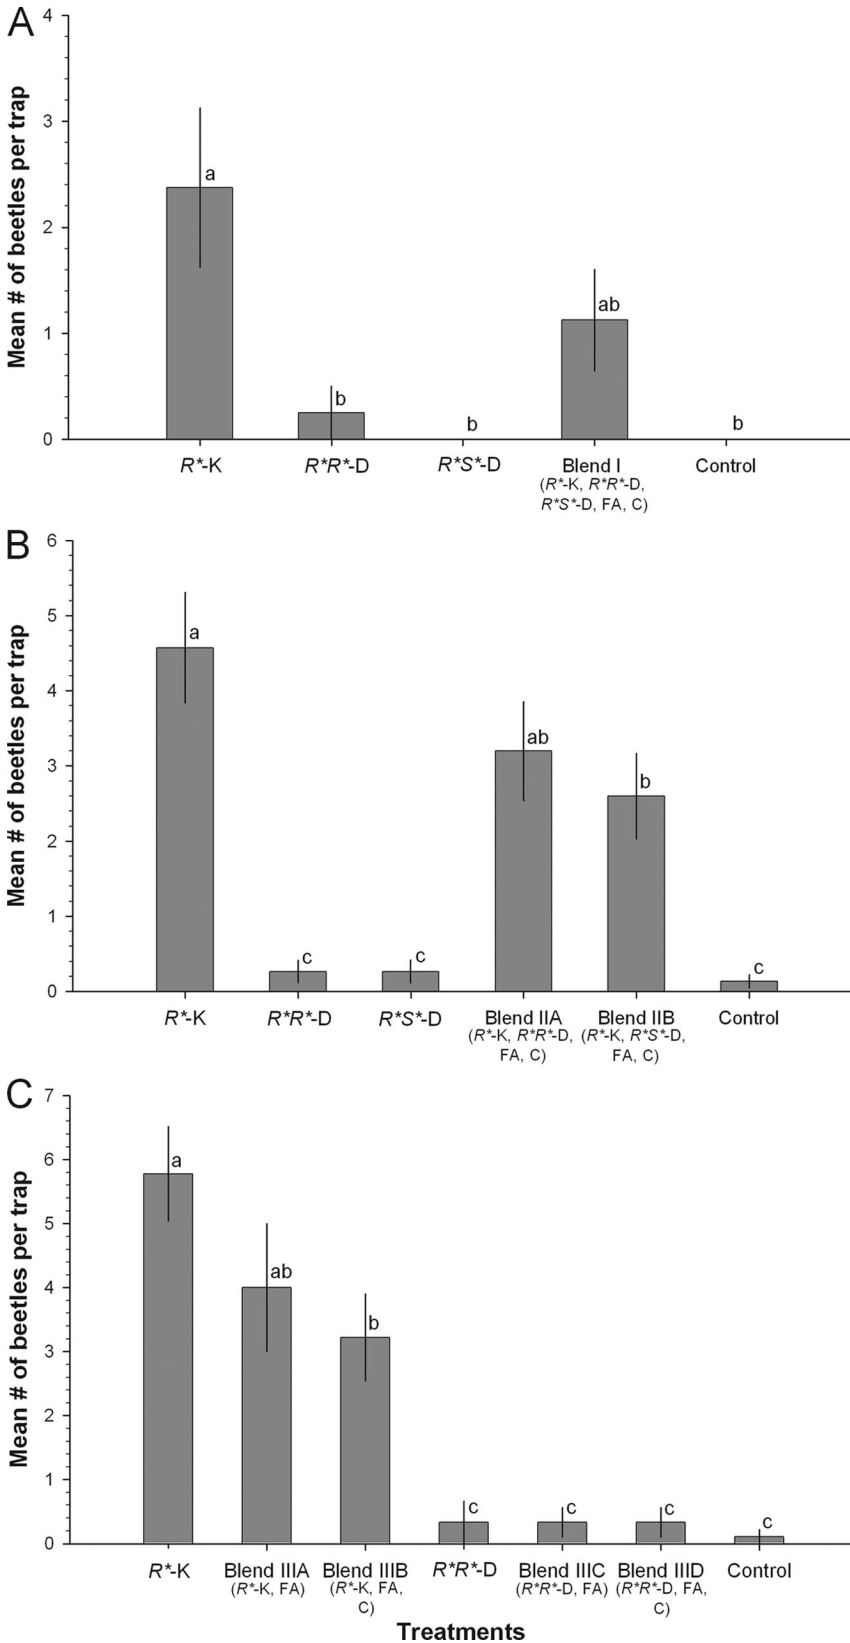 A
Mean # of beetles per trap
4
3
2
1
0
a
b
b
ab
b
R*-K
R*R*-D
R*S*-D
Blend I
Control
(R*-K, R*R*-D,
R*S*-D, FA, C)
B
Mean # of beetles per trap
6
5
4
3
2
1
0
a
c
c
ab
b
c
R*-K
R*R*-D
R*S*-D
Blend IIA
Blend IIB
Control
(R*-K, R*R*-D,
FA, C)
(R*-K, R*S*-D,
FA, C)
C
Mean # of beetles per trap
7
6
5
4
3
2
1
0
a
ab
b
c
c
c
c
R*-K
Blend IIIA
(R*-K, FA)
Blend IIIB
(R*-K, FA,
C)
R*R*-D
Blend IIIC
(R*R*-D, FA)
Blend IIID
(R*R*-D, FA,
C)
Control
Treatments